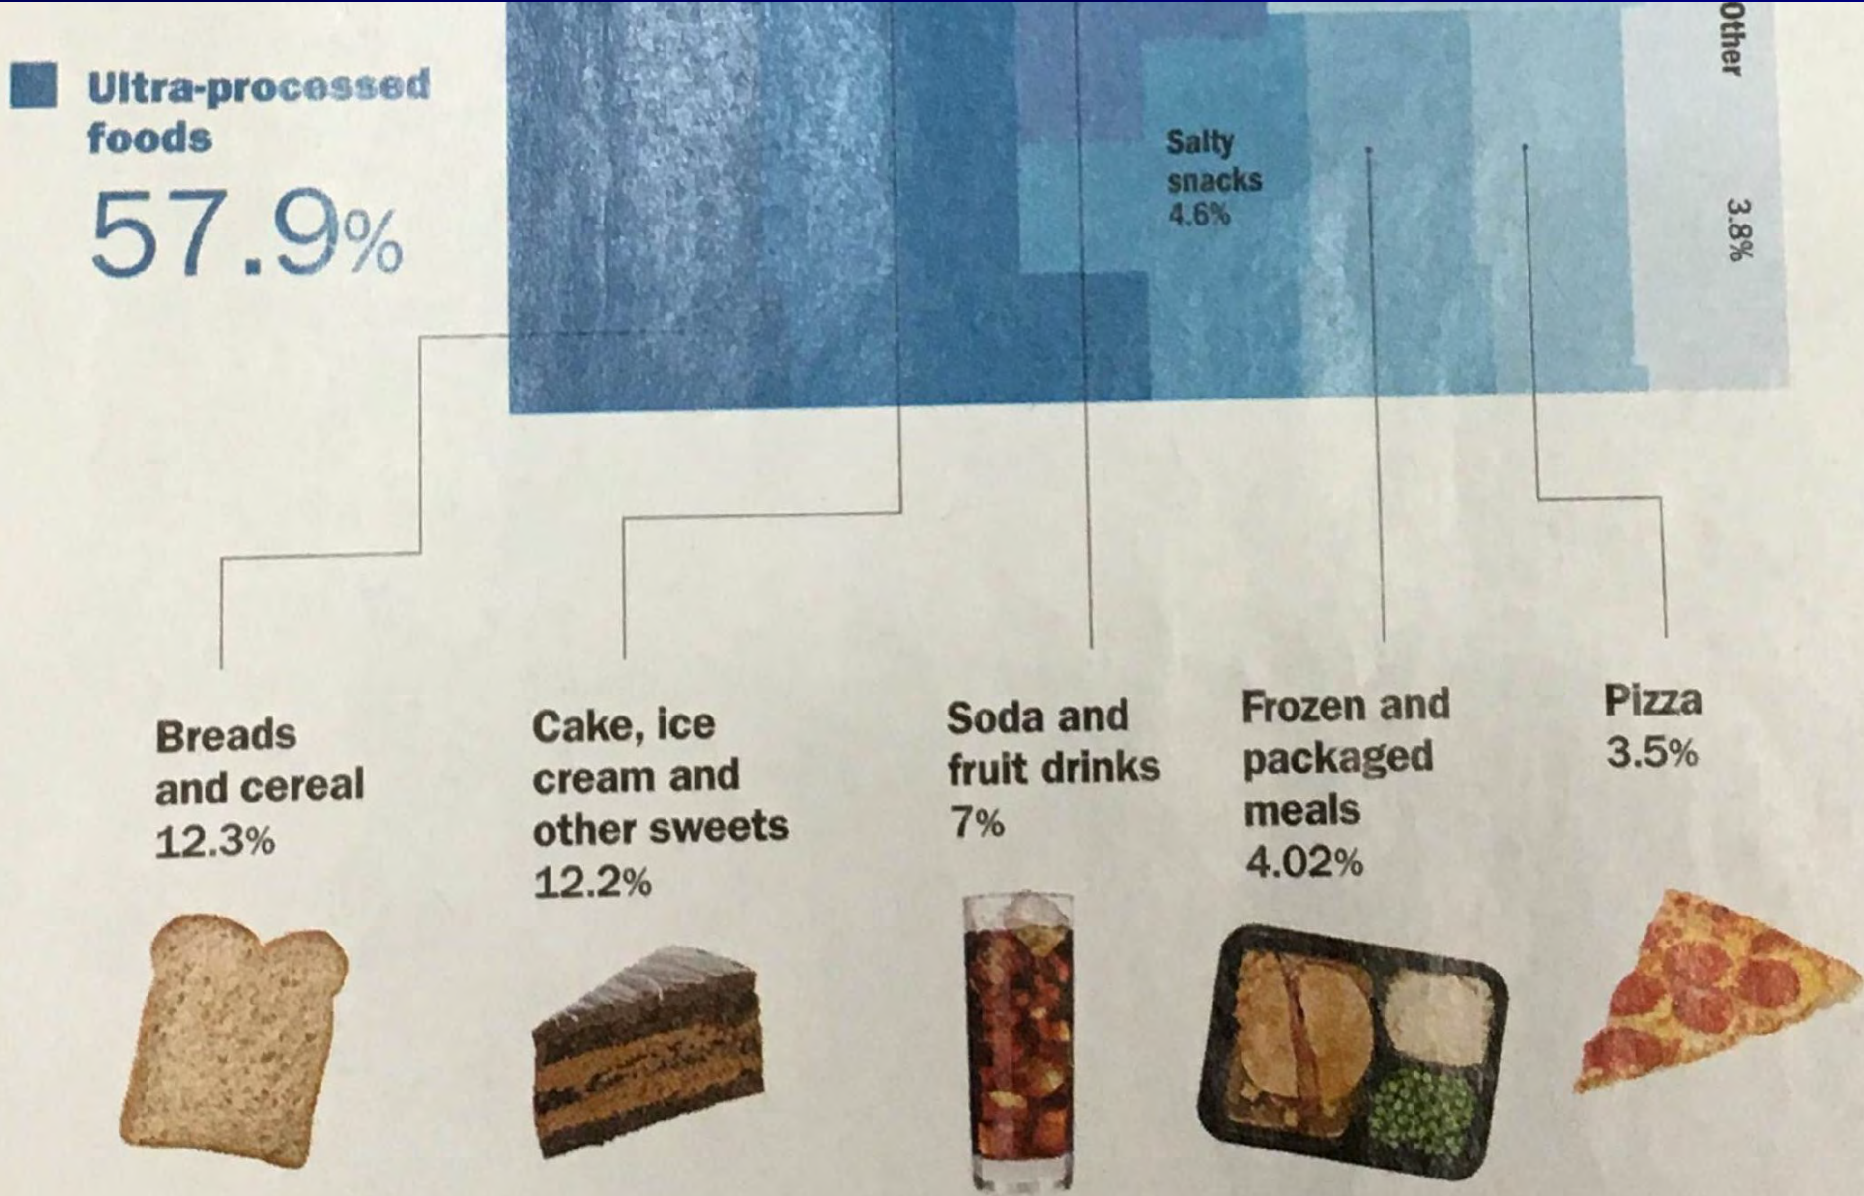 Other
3.8%
Ultra-processed
foods
57.9%
Salty
snacks
4.6%
Breads
and cereal
12.3%
Cake, ice
cream and
other sweets
12.2%
Soda and
fruit drinks
7%
Frozen and
packaged
meals
4.02%
Pizza
3.5%